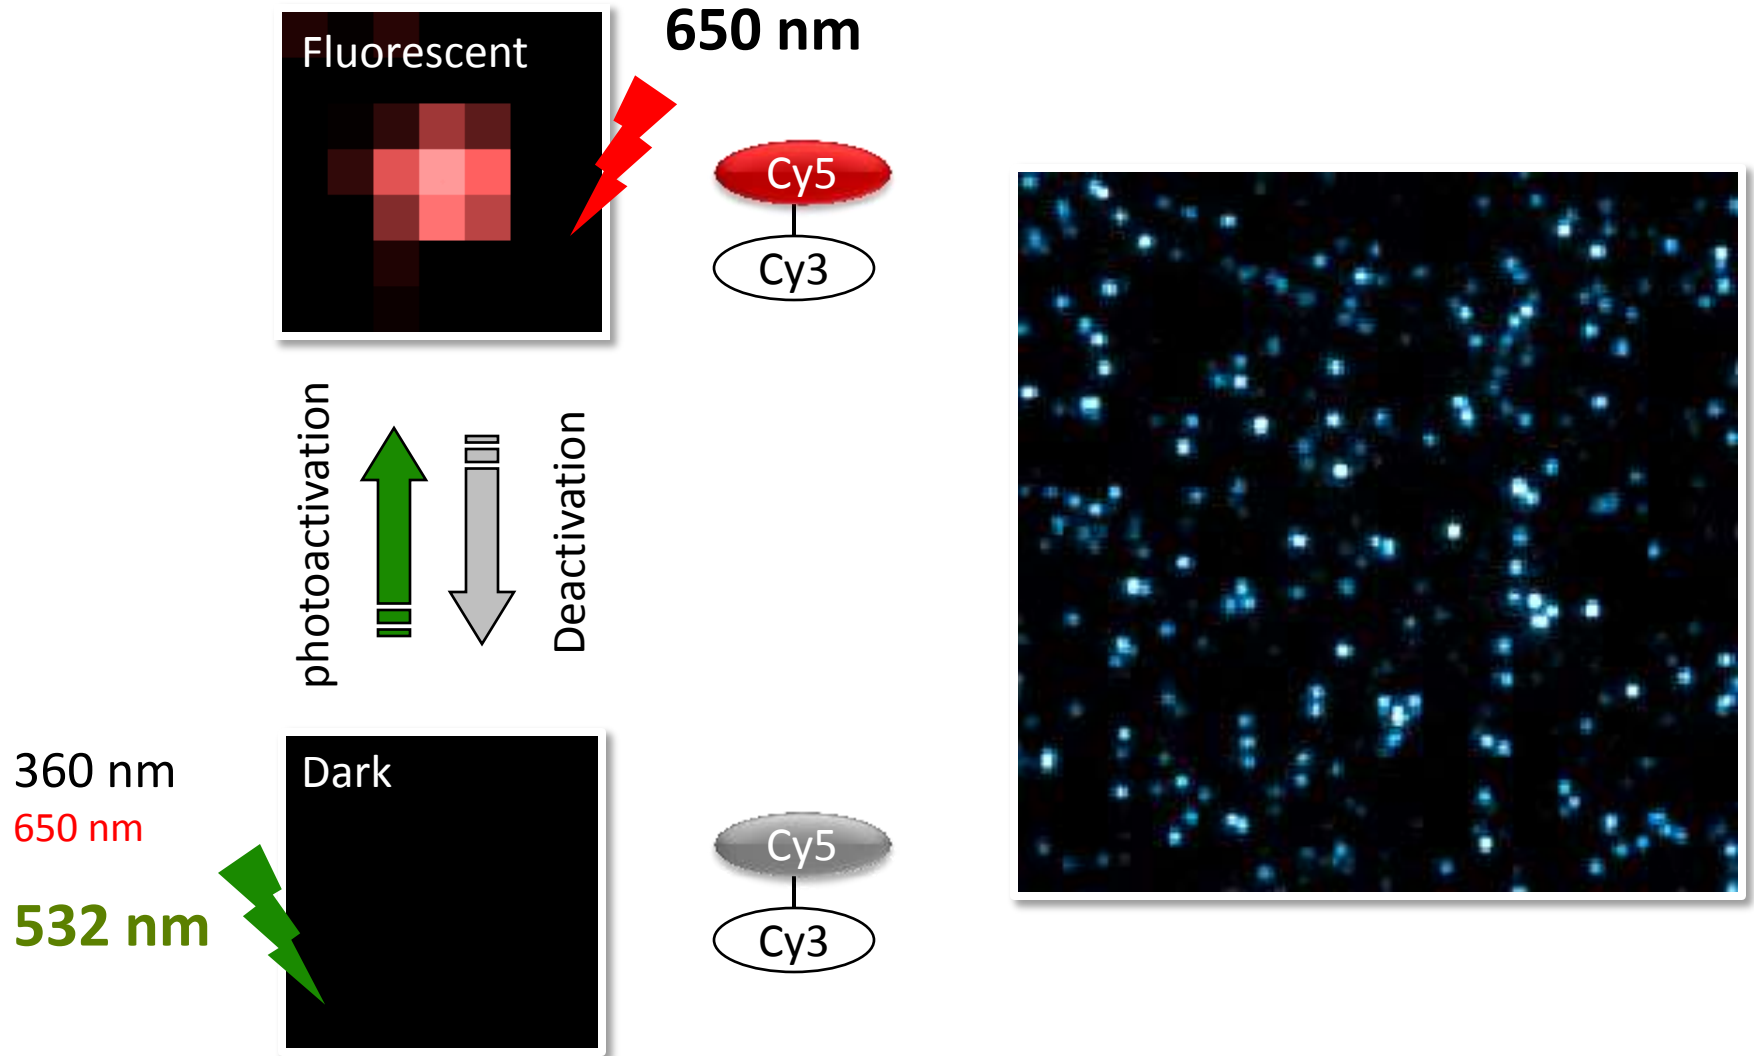 650 nm
Fluorescent
Cy5
Cy3
photoactivation
Deactivation
360 nm
650 nm
532 nm
Dark
Cy5
Cy3